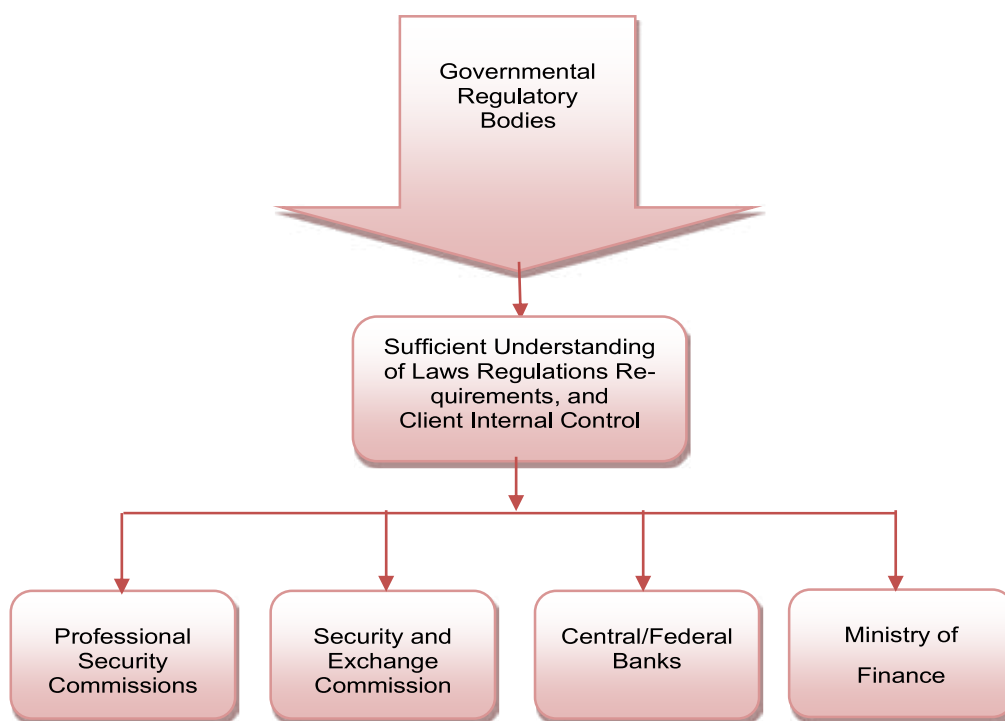 Governmental
Regulatory
Bodies
Sufficient Understanding
of Laws Regulations Re-
quirements, and
Client Internal Control
Professional
Security
Commissions
Security and
Exchange
Commission
Central/Federal
Banks
Ministry of
Finance